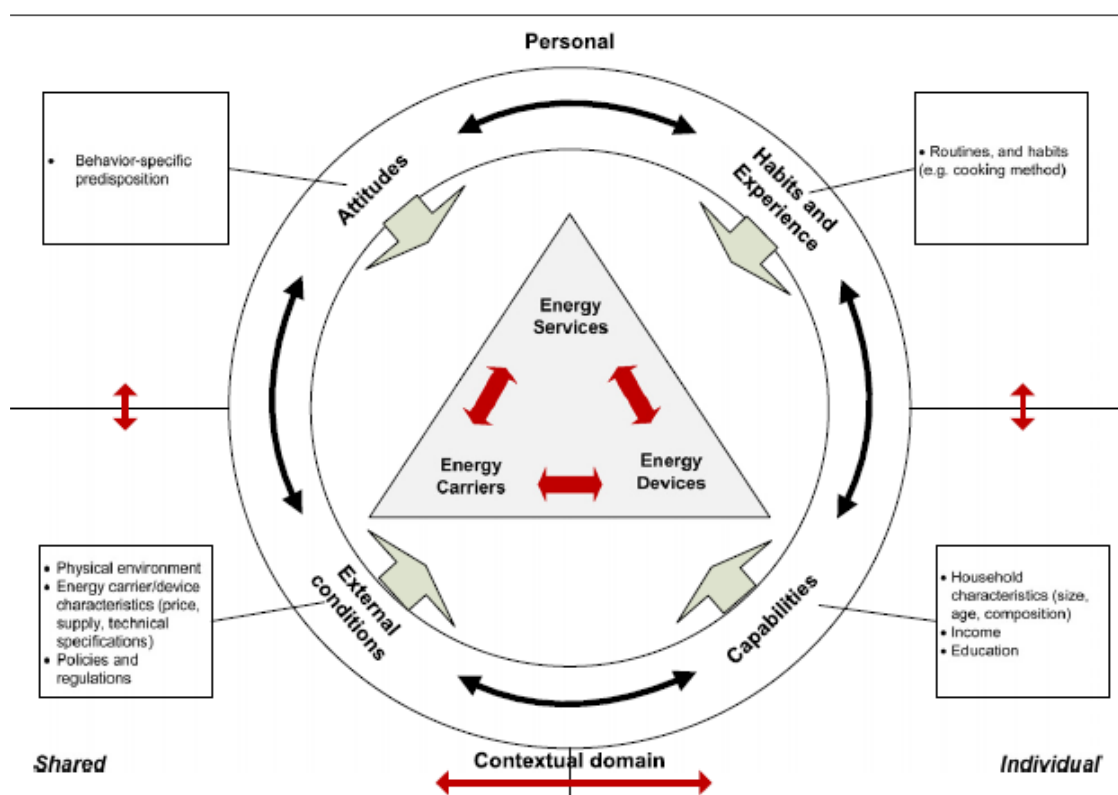 Personal
• Behavior-specific
predisposition
Attitudes
Habits and
Experience
• Routines, and habits
(e.g. cooking method)
Energy
Services
Energy
Carriers
Energy
Devices
• Physical environment
• Energy carrier/device
characteristics (price,
supply, technical
specifications)
• Policies and
regulations
External
conditions
Capabilities
• Household
characteristics (size,
age, composition)
• Income
• Education
Shared
Contextual domain
Individual